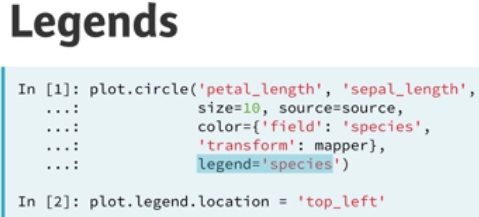 Legends
In [1]: plot.circle('petal_length', 'sepal_length',
...: size=10, source=source,
...: color={'field': 'species',
...: 'transform': mapper},
...: legend='species')
In [2]: plot.legend.location = 'top_left'